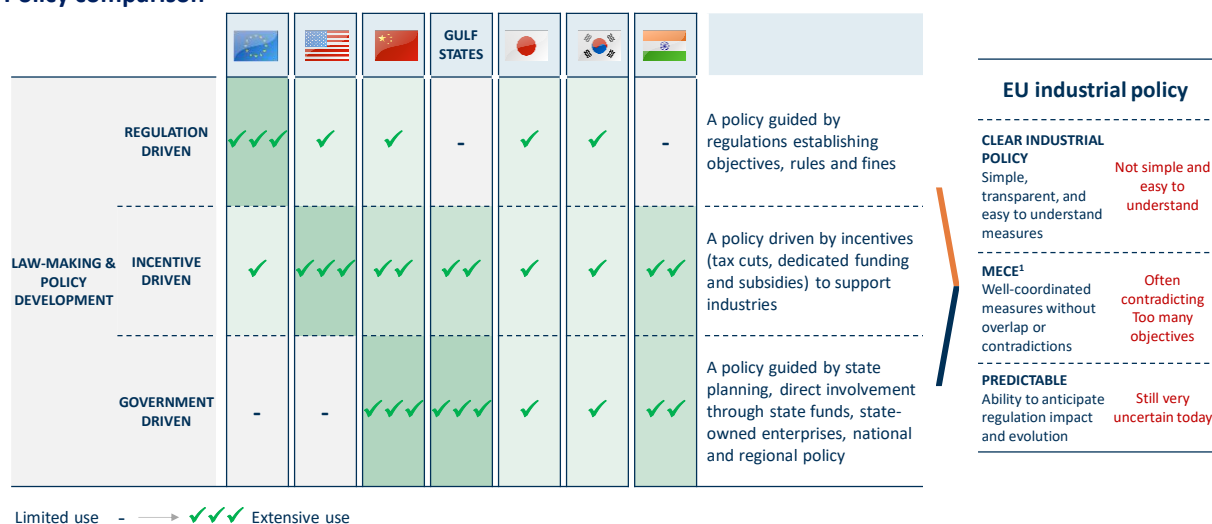 Policy comparison
GULF
STATES
LAW-MAKING &
POLICY
DEVELOPMENT
REGULATION
DRIVEN
✓✓✓ ✓ ✓ - ✓ ✓ -
A policy guided by
regulations establishing
objectives, rules and fines
INCENTIVE
DRIVEN
✓ ✓✓✓ ✓✓ ✓✓ ✓ ✓ ✓✓
A policy driven by incentives
(tax cuts, dedicated funding
and subsidies) to support
industries
GOVERNMENT
DRIVEN
- - ✓✓✓ ✓✓✓ ✓ ✓ ✓✓
A policy guided by state
planning, direct involvement
through state funds, state-
owned enterprises, national
and regional policy
EU industrial policy
CLEAR INDUSTRIAL
POLICY
Simple,
transparent, and
easy to understand
measures
Not simple and
easy to
understand
MECE¹
Well-coordinated
measures without
overlap or
contradictions
Often
contradicting
Too many
objectives
PREDICTABLE
Ability to anticipate
regulation impact
and evolution
Still very
uncertain today
Limited use - → ✓✓✓ Extensive use